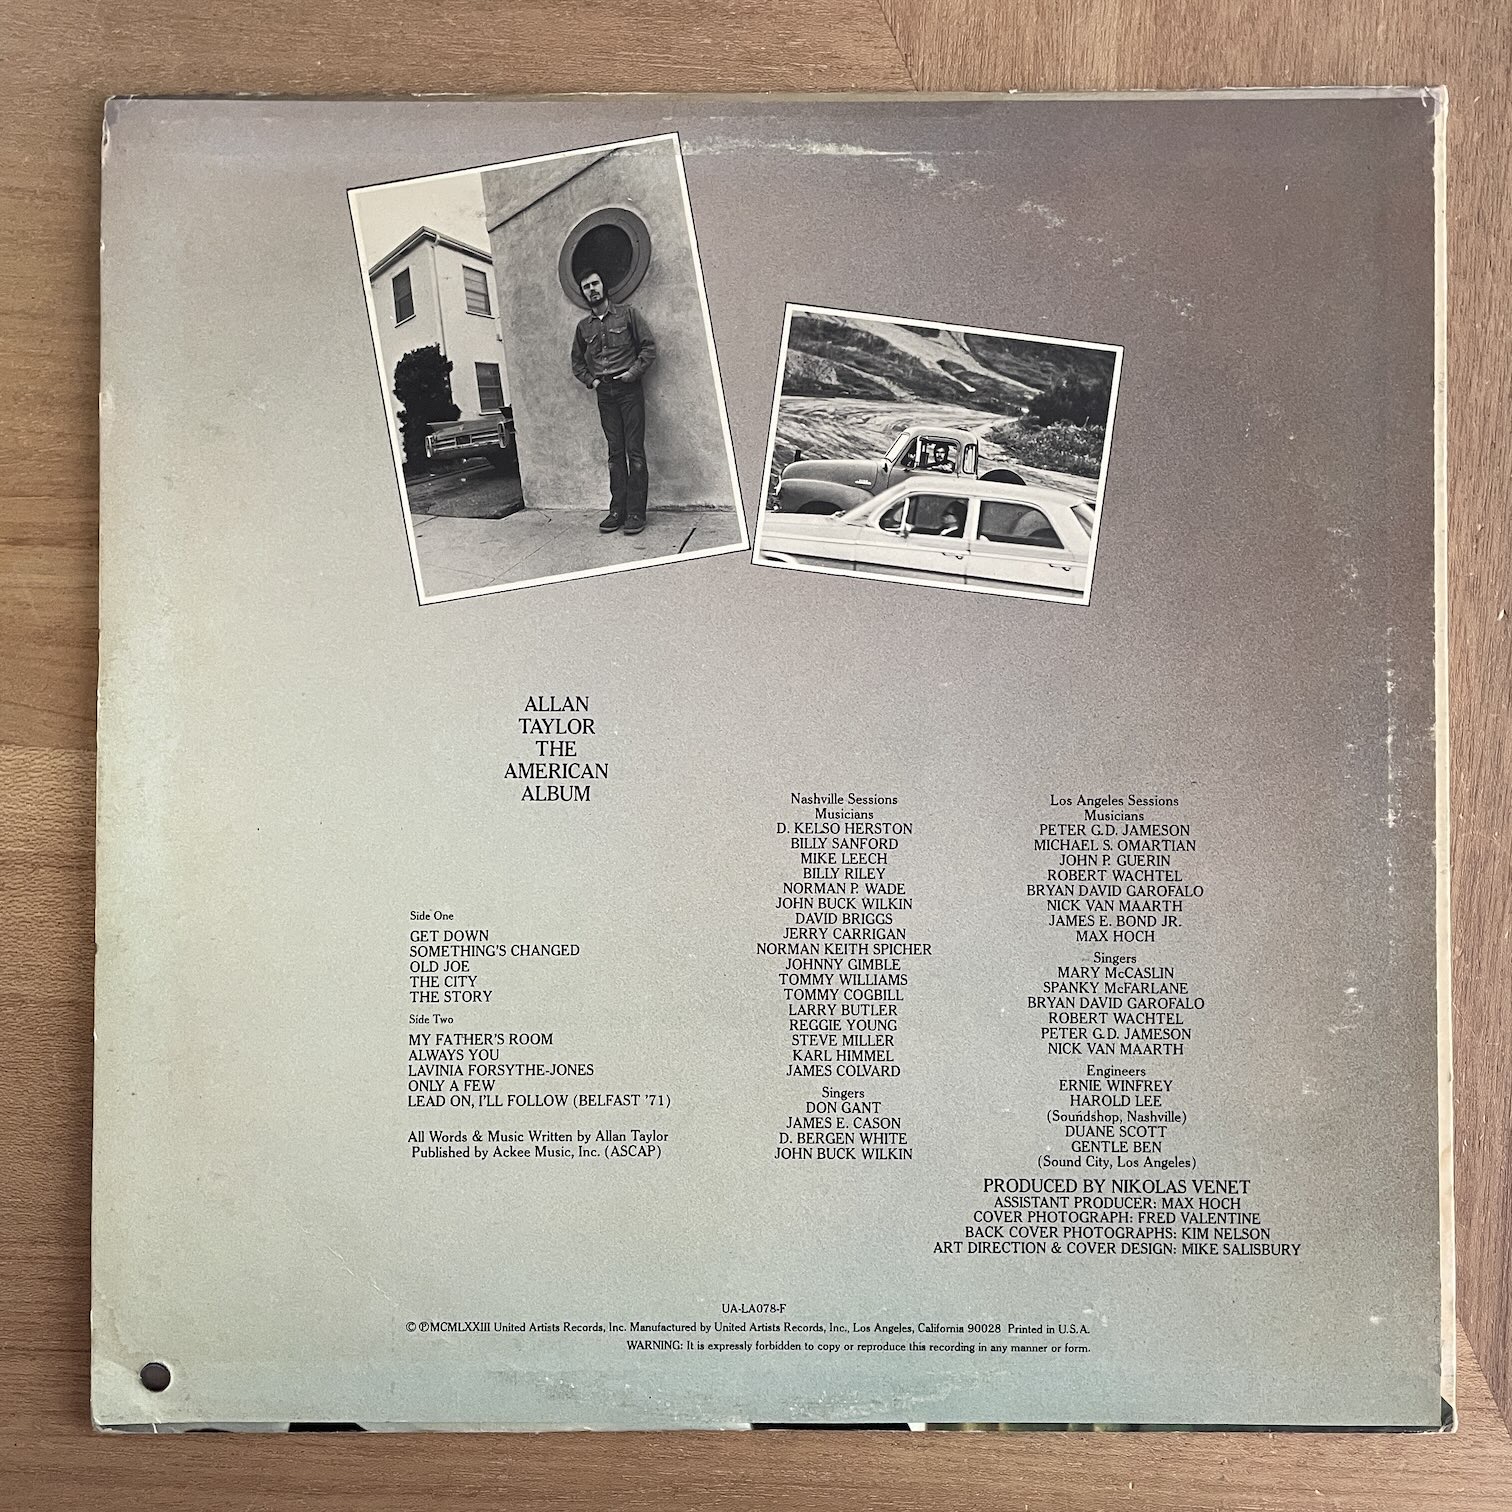 ALLAN
TAYLOR
THE
AMERICAN
ALBUM
Side One
GET DOWN
SOMETHING'S CHANGED
OLD JOE
THE CITY
THE STORY
Side Two
MY FATHER'S ROOM
ALWAYS YOU
LAVINIA FORSYTHE-JONES
ONLY A FEW
LEAD ON, I'LL FOLLOW (BELFAST '71)
All Words & Music Written by Allan Taylor
Published by Ackee Music, Inc. (ASCAP)
Nashville Sessions
Musicians
D. KELSO HERSTON
BILLY SANFORD
MIKE LEECH
BILLY RILEY
NORMAN P. WADE
JOHN BUCK WILKIN
DAVID BRIGGS
JERRY CARRIGAN
NORMAN KEITH SPICHER
JOHNNY GIMBLE
TOMMY WILLIAMS
TOMMY COGBILL
LARRY BUTLER
REGGIE YOUNG
STEVE MILLER
KARL HIMMEL
JAMES COLVARD
Singers
DON GANT
JAMES E. CASON
D. BERGEN WHITE
JOHN BUCK WILKIN
Los Angeles Sessions
Musicians
PETER G.D. JAMESON
MICHAEL S. OMARTIAN
JOHN P. GUERIN
ROBERT WACHTEL
BRYAN DAVID GAROFALO
NICK VAN MAARTH
JAMES E. BOND JR.
MAX HOCH
Singers
MARY McCASLIN
SPANKY McFARLANE
BRYAN DAVID GAROFALO
ROBERT WACHTEL
PETER G.D. JAMESON
NICK VAN MAARTH
Engineers
ERNIE WINFREY
HAROLD LEE
(Soundshop, Nashville)
DUANE SCOTT
GENTLE BEN
(Sound City, Los Angeles)
PRODUCED BY NIKOLAS VENET
ASSISTANT PRODUCER: MAX HOCH
COVER PHOTOGRAPH: FRED VALENTINE
BACK COVER PHOTOGRAPHS: KIM NELSON
ART DIRECTION & COVER DESIGN: MIKE SALISBURY
UA-LA078-F
© ℗MCMLXXIII United Artists Records, Inc. Manufactured by United Artists Records, Inc., Los Angeles, California 90028 Printed in U.S.A.
WARNING: It is expressly forbidden to copy or reproduce this recording in any manner or form.